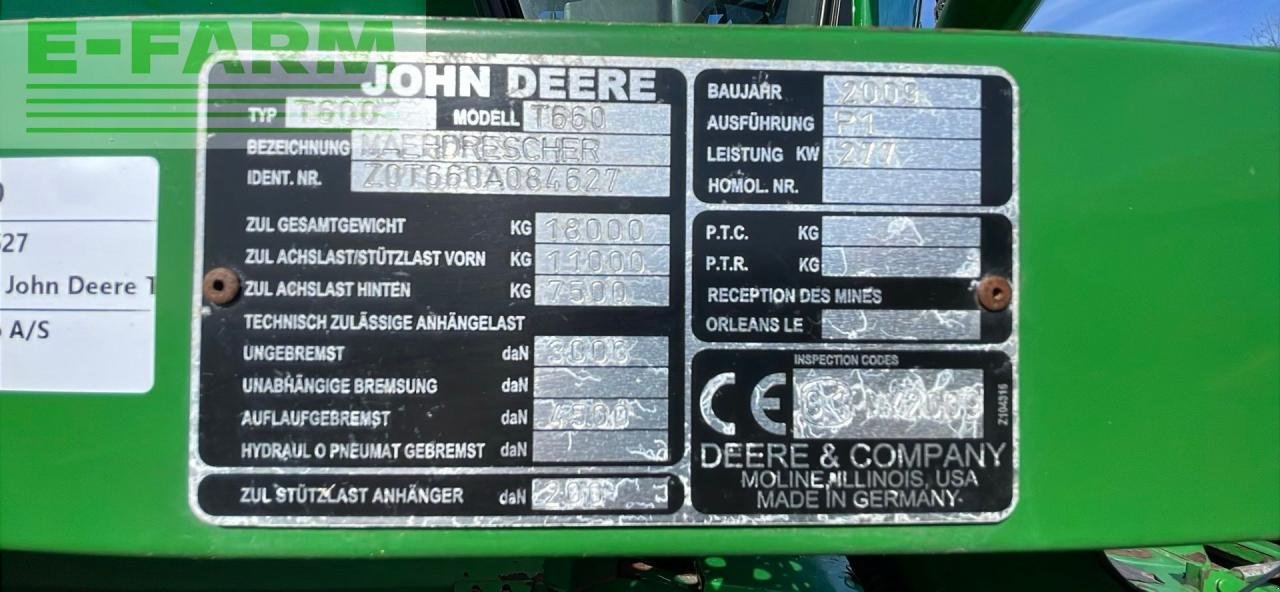 E-FARM
JOHN DEERE
TYP T600 MODELL T660
BEZEICHNUNG MAEHDRESCHER
IDENT. NR. Z0T660A084627
ZUL GESAMTGEWICHT KG 18000
ZUL ACHSLAST/STÜTZLAST VORN KG 11000
ZUL ACHSLAST HINTEN KG 7500
TECHNISCH ZULÄSSIGE ANHÄNGELAST
UNGEBREMST daN 3000
UNABHÄNGIGE BREMSUNG daN
AUFLAUFGEBREMST daN 4500
HYDRAUL O PNEUMAT GEBREMST daN
ZUL STÜTZLAST ANHÄNGER daN 200
BAUJAHR 2009
AUSFÜHRUNG P1
LEISTUNG KW 277
HOMOL. NR.
P.T.C. KG
P.T.R. KG
RECEPTION DES MINES
ORLEANS LE
INSPECTION CODES
CE
Z104316
DEERE & COMPANY
MOLINE, ILLINOIS, USA
MADE IN GERMANY
27
John Deere T
A/S